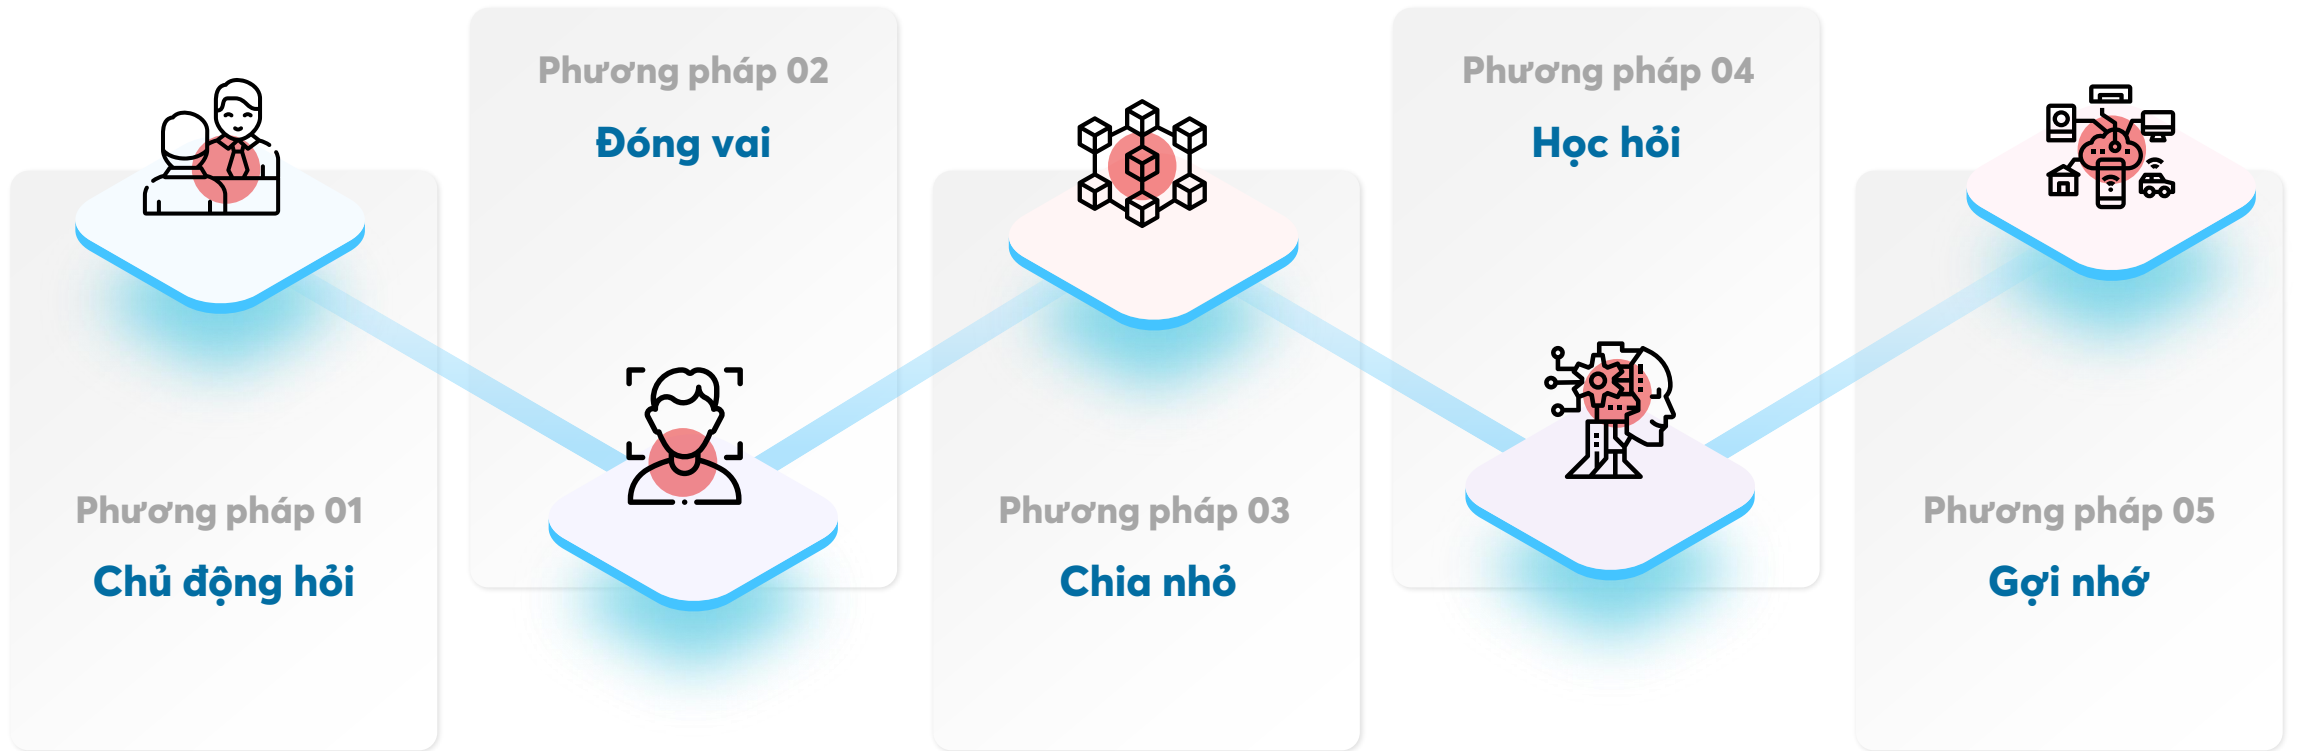 Phương pháp 01
Chủ động hỏi
Phương pháp 02
Đóng vai
Phương pháp 03
Chia nhỏ
Phương pháp 04
Học hỏi
Phương pháp 05
Gợi nhớ